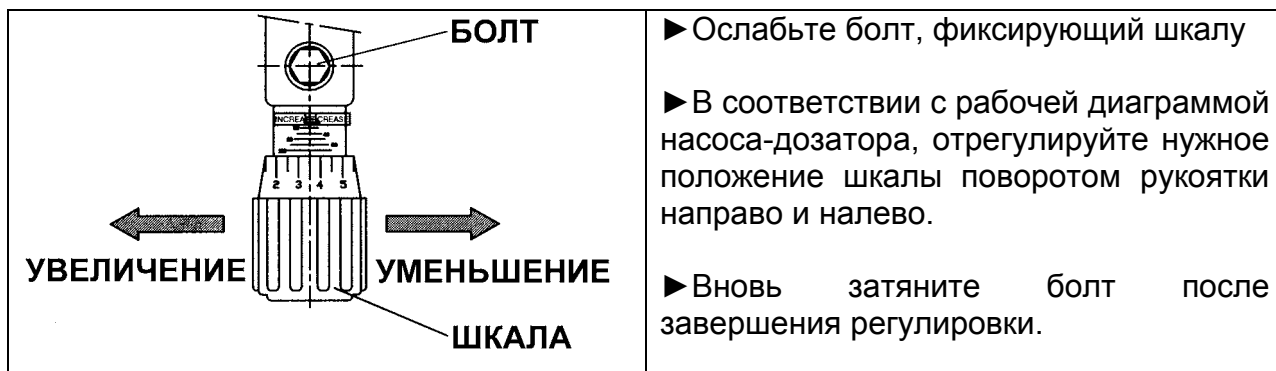 БОЛТ
2 3 4 5
УВЕЛИЧЕНИЕ УМЕНЬШЕНИЕ
ШКАЛА
►Ослабьте болт, фиксирующий шкалу
►В соответствии с рабочей диаграммой
насоса-дозатора, отрегулируйте нужное
положение шкалы поворотом рукоятки
направо и налево.
►Вновь затяните болт после
завершения регулировки.